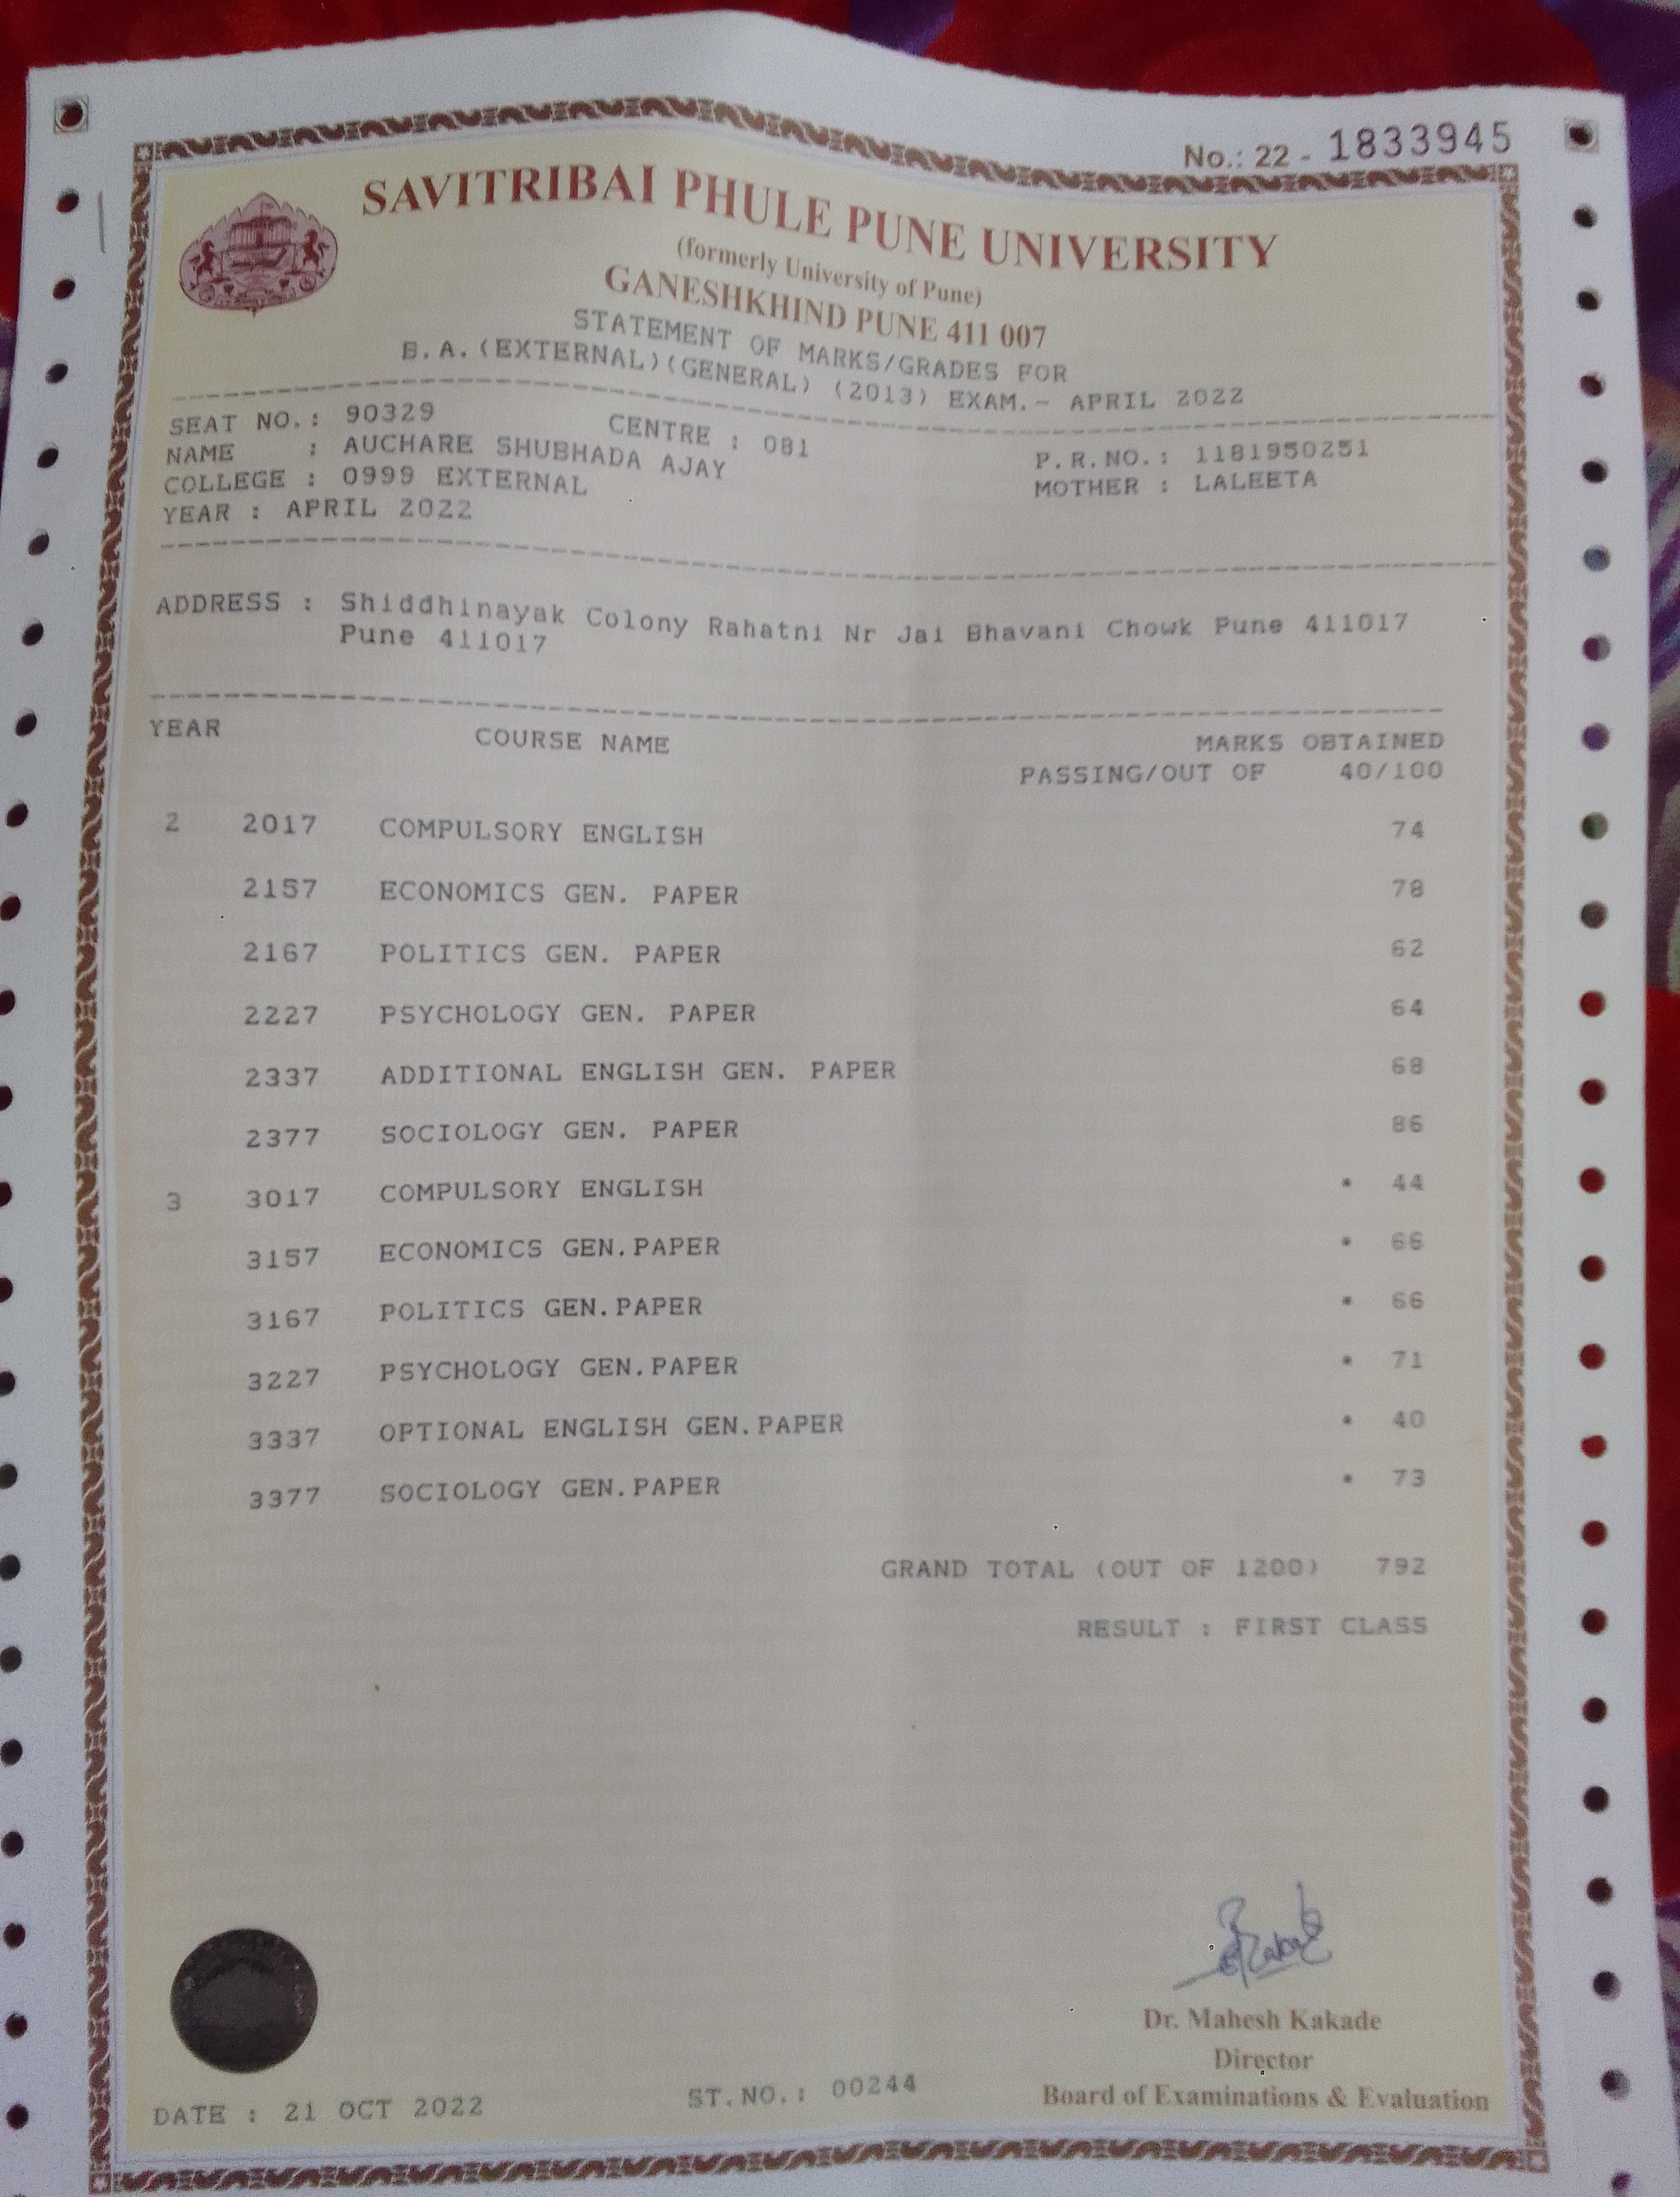 No.: 22 - 1833945
SAVITRIBAI PHULE PUNE UNIVERSITY
(formerly University of Pune)
GANESHKHIND PUNE 411 007
STATEMENT OF MARKS/GRADES FOR
B.A.(EXTERNAL)(GENERAL) (2013) EXAM.- APRIL 2022
SEAT NO.: 90329 CENTRE : 081 P.R.NO.: 1181950251
NAME : AUCHARE SHUBHADA AJAY MOTHER : LALEETA
COLLEGE : 0999 EXTERNAL
YEAR : APRIL 2022
ADDRESS : Shiddhinayak Colony Rahatni Nr Jai Bhavani Chowk Pune 411017
Pune 411017
YEAR COURSE NAME MARKS OBTAINED
PASSING/OUT OF 40/100
2 2017 COMPULSORY ENGLISH 74
2157 ECONOMICS GEN. PAPER 78
2167 POLITICS GEN. PAPER 62
2227 PSYCHOLOGY GEN. PAPER 64
2337 ADDITIONAL ENGLISH GEN. PAPER 68
2377 SOCIOLOGY GEN. PAPER 86
3 3017 COMPULSORY ENGLISH * 44
3157 ECONOMICS GEN.PAPER * 66
3167 POLITICS GEN.PAPER * 66
3227 PSYCHOLOGY GEN.PAPER * 71
3337 OPTIONAL ENGLISH GEN.PAPER * 40
3377 SOCIOLOGY GEN.PAPER * 73
GRAND TOTAL (OUT OF 1200) 792
RESULT : FIRST CLASS
Dr. Mahesh Kakade
Director
Board of Examinations & Evaluation
DATE : 21 OCT 2022 ST.NO.: 00244